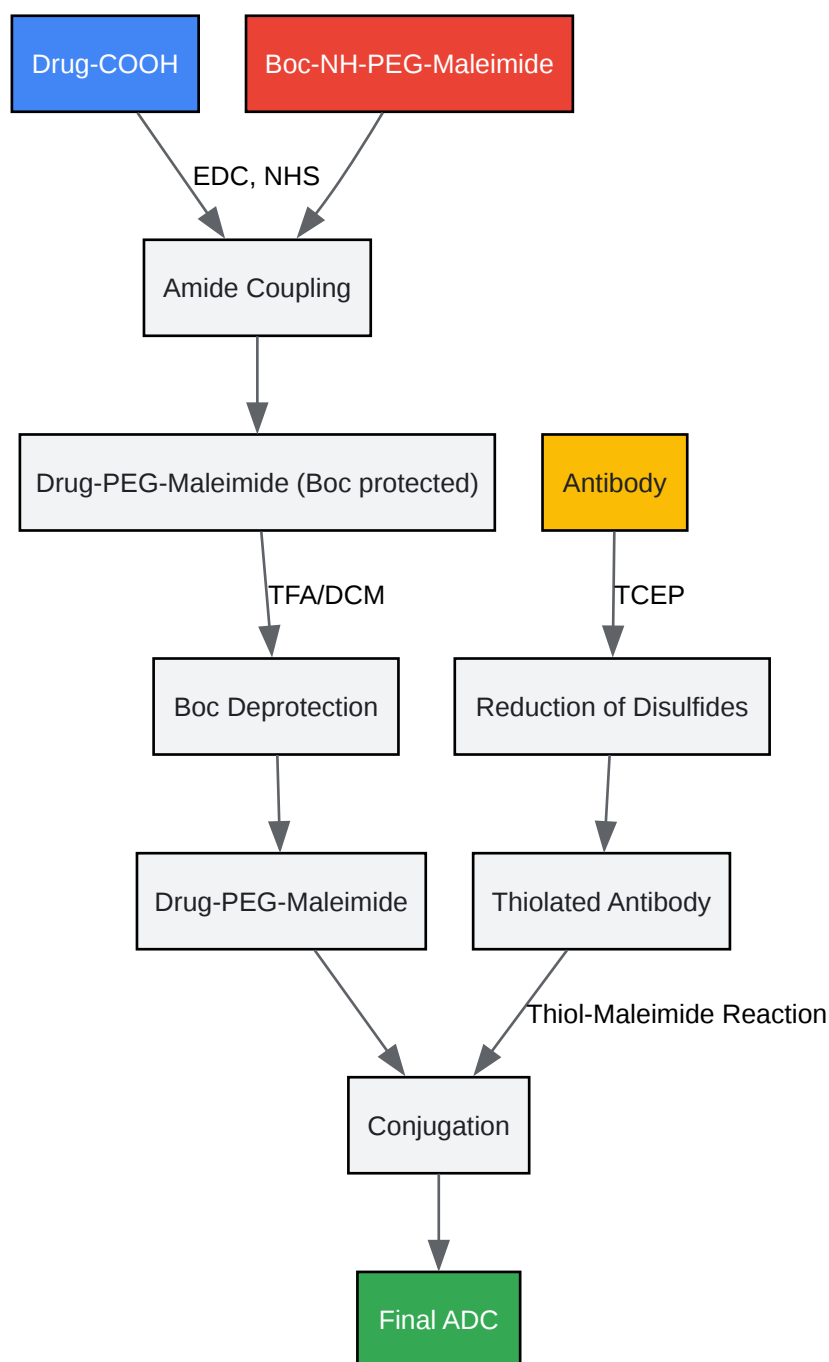 Drug-COOH
Boc-NH-PEG-Maleimide
EDC, NHS
Amide Coupling
Drug-PEG-Maleimide (Boc protected)
Antibody
TFA/DCM
TCEP
Boc Deprotection
Reduction of Disulfides
Drug-PEG-Maleimide
Thiolated Antibody
Thiol-Maleimide Reaction
Conjugation
Final ADC